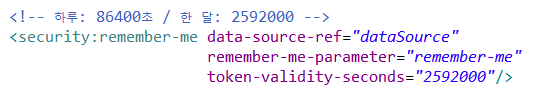 <!-- 하루: 86400초 / 한 달: 2592000 -->
<security:remember-me data-source-ref="dataSource"
remember-me-parameter="remember-me"
token-validity-seconds="2592000"/>